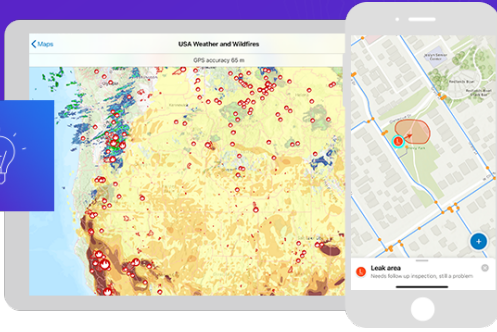 Maps
USA Weather and Wildfires
GPS accuracy 65 m
L
L
Leak area
Needs follow up inspection, still a problem